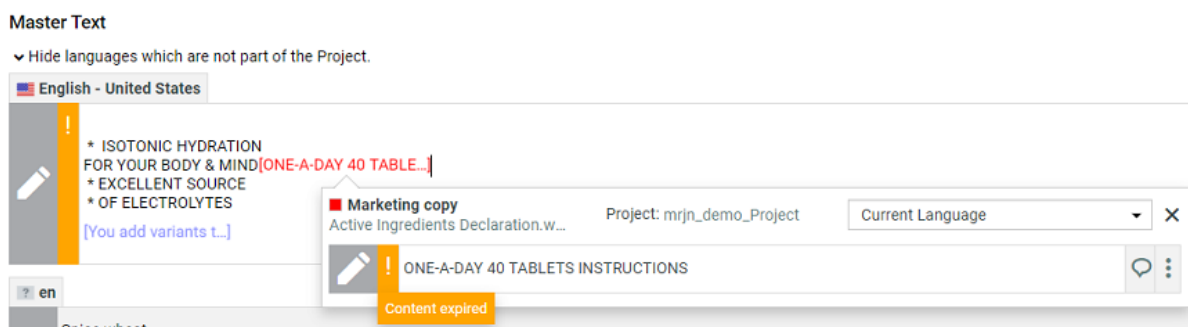 Master Text
Hide languages which are not part of the Project.
English - United States
!
* ISOTONIC HYDRATION
FOR YOUR BODY & MIND[ONE-A-DAY 40 TABLE...]
* EXCELLENT SOURCE
* OF ELECTROLYTES
[You add variants t...]
Marketing copy
Active Ingredients Declaration.w...
Project: mrjn_demo_Project
Current Language
! ONE-A-DAY 40 TABLETS INSTRUCTIONS
Content expired
? en